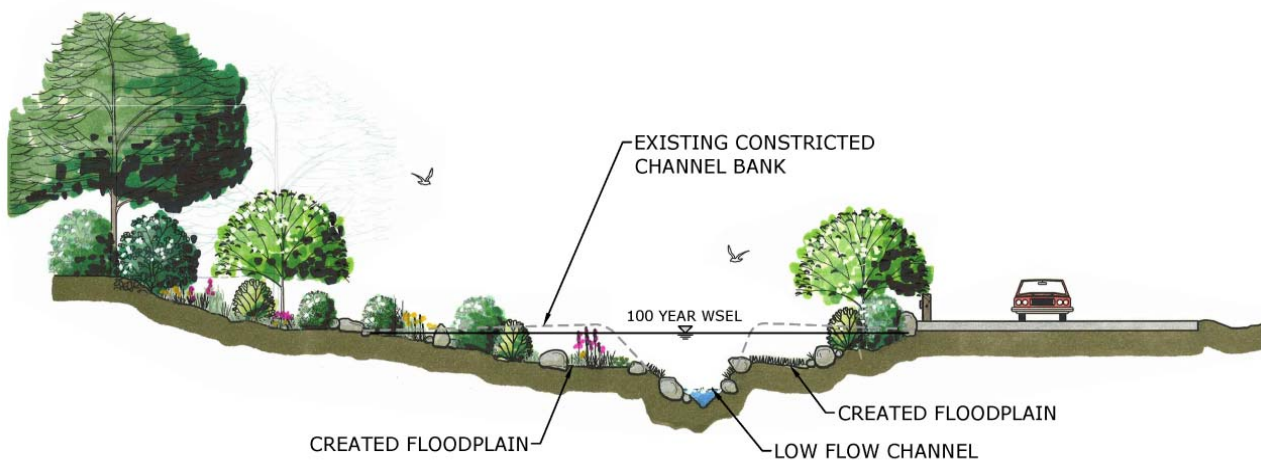 EXISTING CONSTRICTED
CHANNEL BANK
100 YEAR WSEL
CREATED FLOODPLAIN
CREATED FLOODPLAIN
LOW FLOW CHANNEL